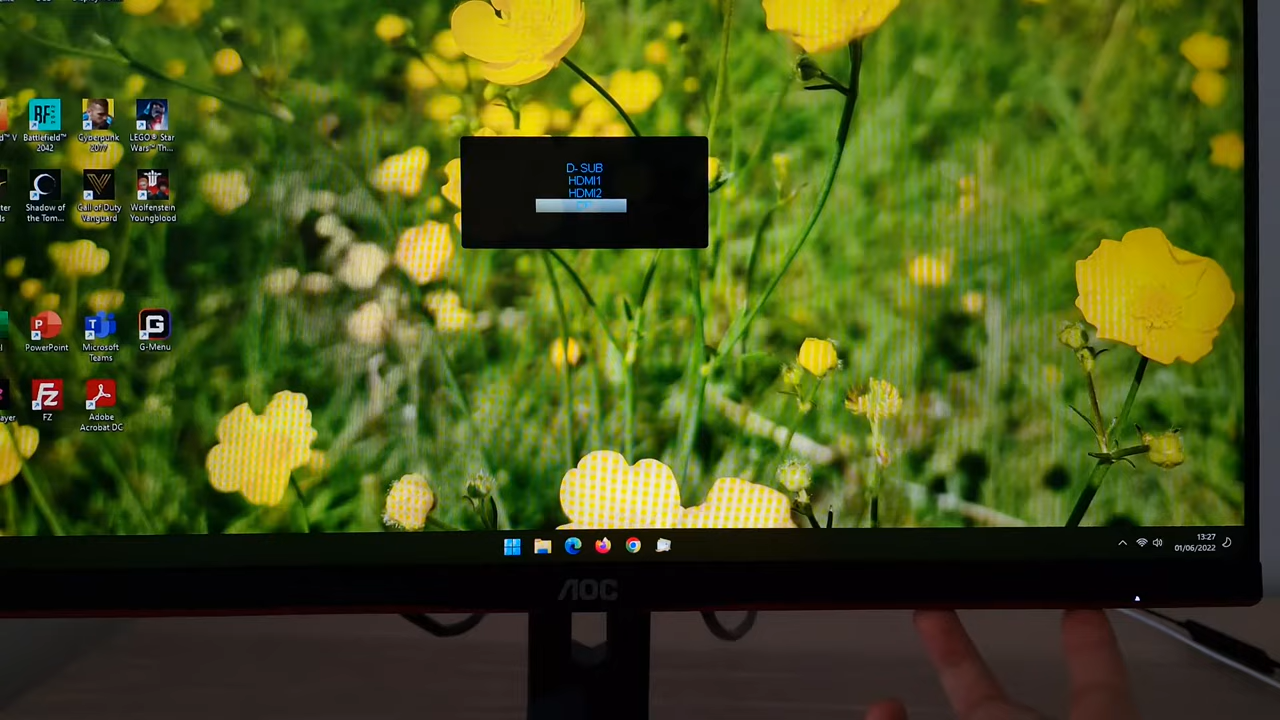 Battlefield™
2042
Cyberpunk
2077
LEGO® Star
Wars™ Th...
Shadow of
the Tom...
Call of Duty
Vanguard
Wolfenstein
Youngblood
D-SUB
HDMI1
HDMI2
PowerPoint
Microsoft
Teams
G-Menu
FZ
Adobe
Acrobat DC
13:27
01/06/2022
AOC